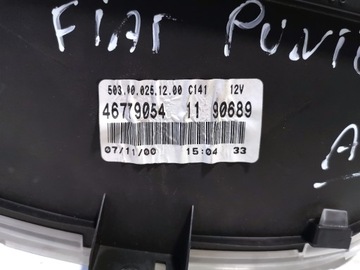 FIAT PUNTO
503.00.025.12.00 C141 12V
46779054 11 90689
07/11/00 15:04 33